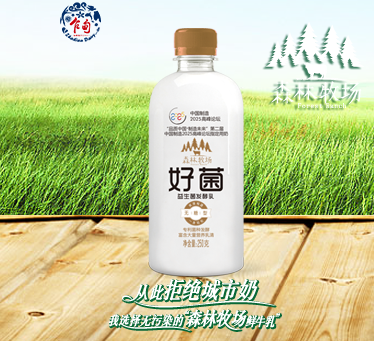 乍甸
森林牧场
中国制造
2025高峰论坛
"品质中国·制造未来" 第二届
中国制造2025高峰论坛指定用奶
森林牧场
好菌
益生菌发酵乳
净含量:250克
从此拒绝城市奶
我选择无污染的"森林牧场鲜牛奶"